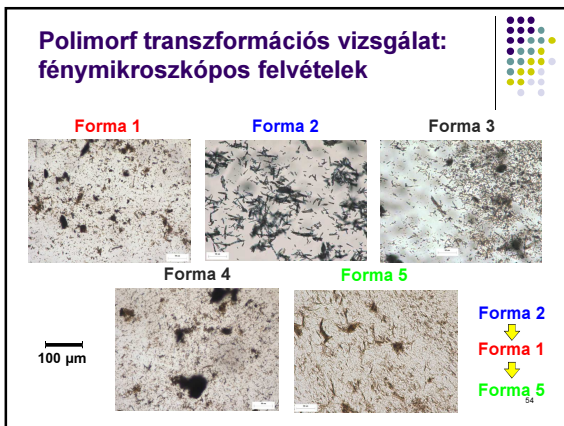 Polimorf transzformációs vizsgálat:
fénymikroszkópos felvételek
Forma 1
Forma 2
Forma 3
Forma 4
Forma 5
100 µm
Forma 2
Forma 1
Forma 5
54